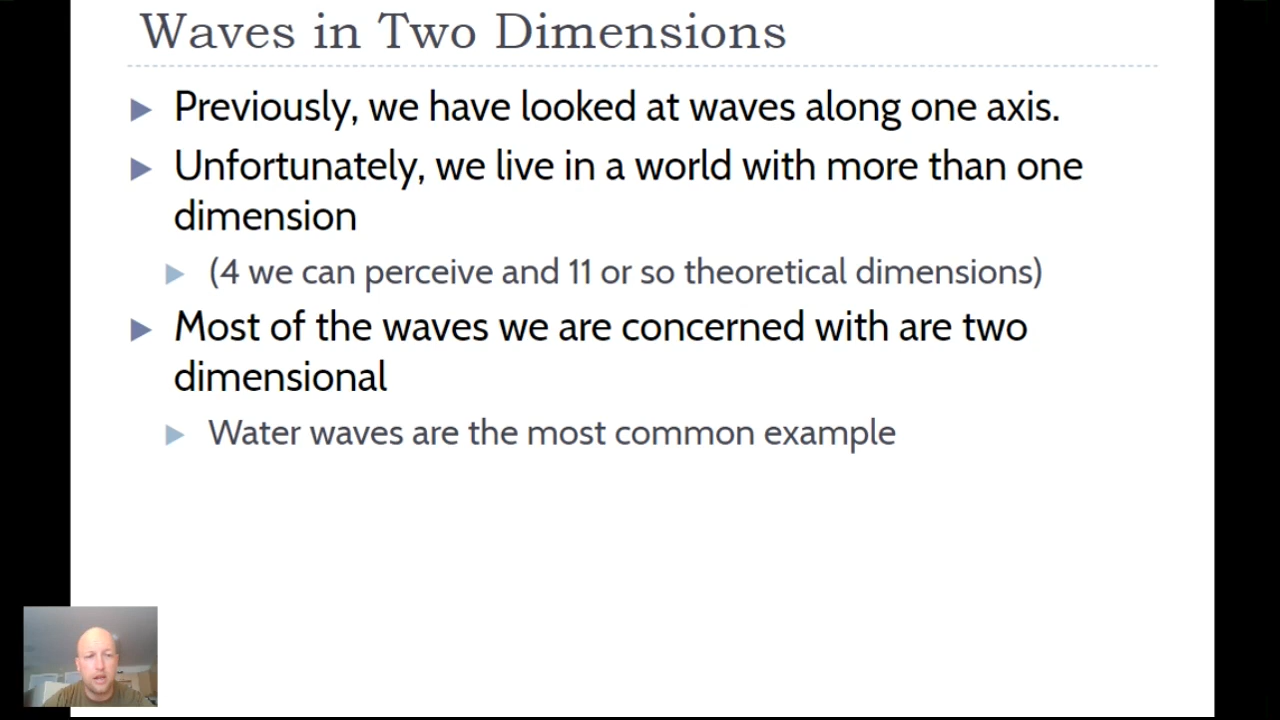 Waves in Two Dimensions
Previously, we have looked at waves along one axis.
Unfortunately, we live in a world with more than one
dimension
(4 we can perceive and 11 or so theoretical dimensions)
Most of the waves we are concerned with are two
dimensional
Water waves are the most common example